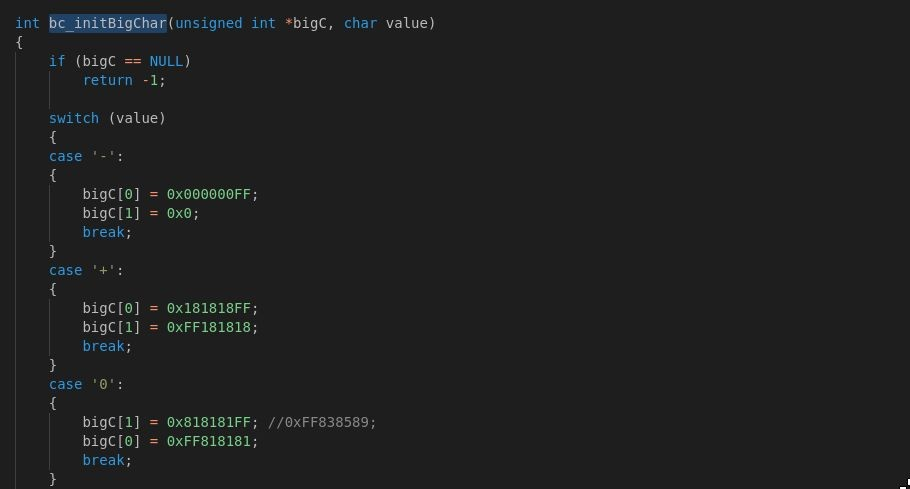 int bc_initBigChar(unsigned int *bigC, char value)
{
if (bigC == NULL)
return -1;
switch (value)
{
case '-':
{
bigC[0] = 0x000000FF;
bigC[1] = 0x0;
break;
}
case '+':
{
bigC[0] = 0x181818FF;
bigC[1] = 0xFF181818;
break;
}
case '0':
{
bigC[1] = 0x818181FF; //0xFF838589;
bigC[0] = 0xFF818181;
break;
}